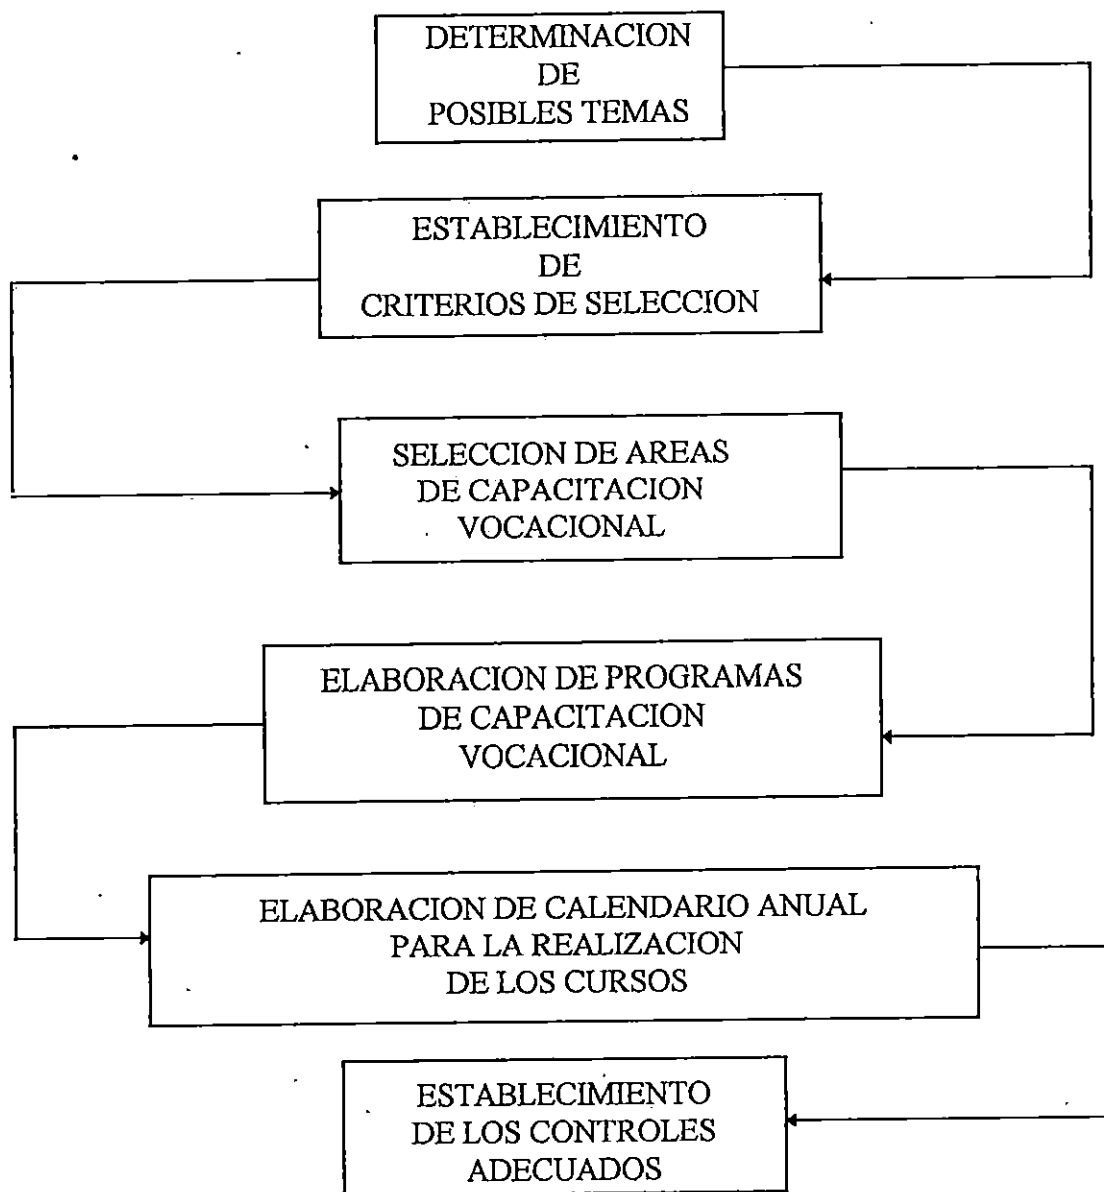 DETERMINACION
DE
POSIBLES TEMAS
ESTABLECIMIENTO
DE
CRITERIOS DE SELECCION
SELECCION DE AREAS
DE CAPACITACION
VOCACIONAL
ELABORACION DE PROGRAMAS
DE CAPACITACION
VOCACIONAL
ELABORACION DE CALENDARIO ANUAL
PARA LA REALIZACION
DE LOS CURSOS
ESTABLECIMIENTO
DE LOS CONTROLES
ADECUADOS